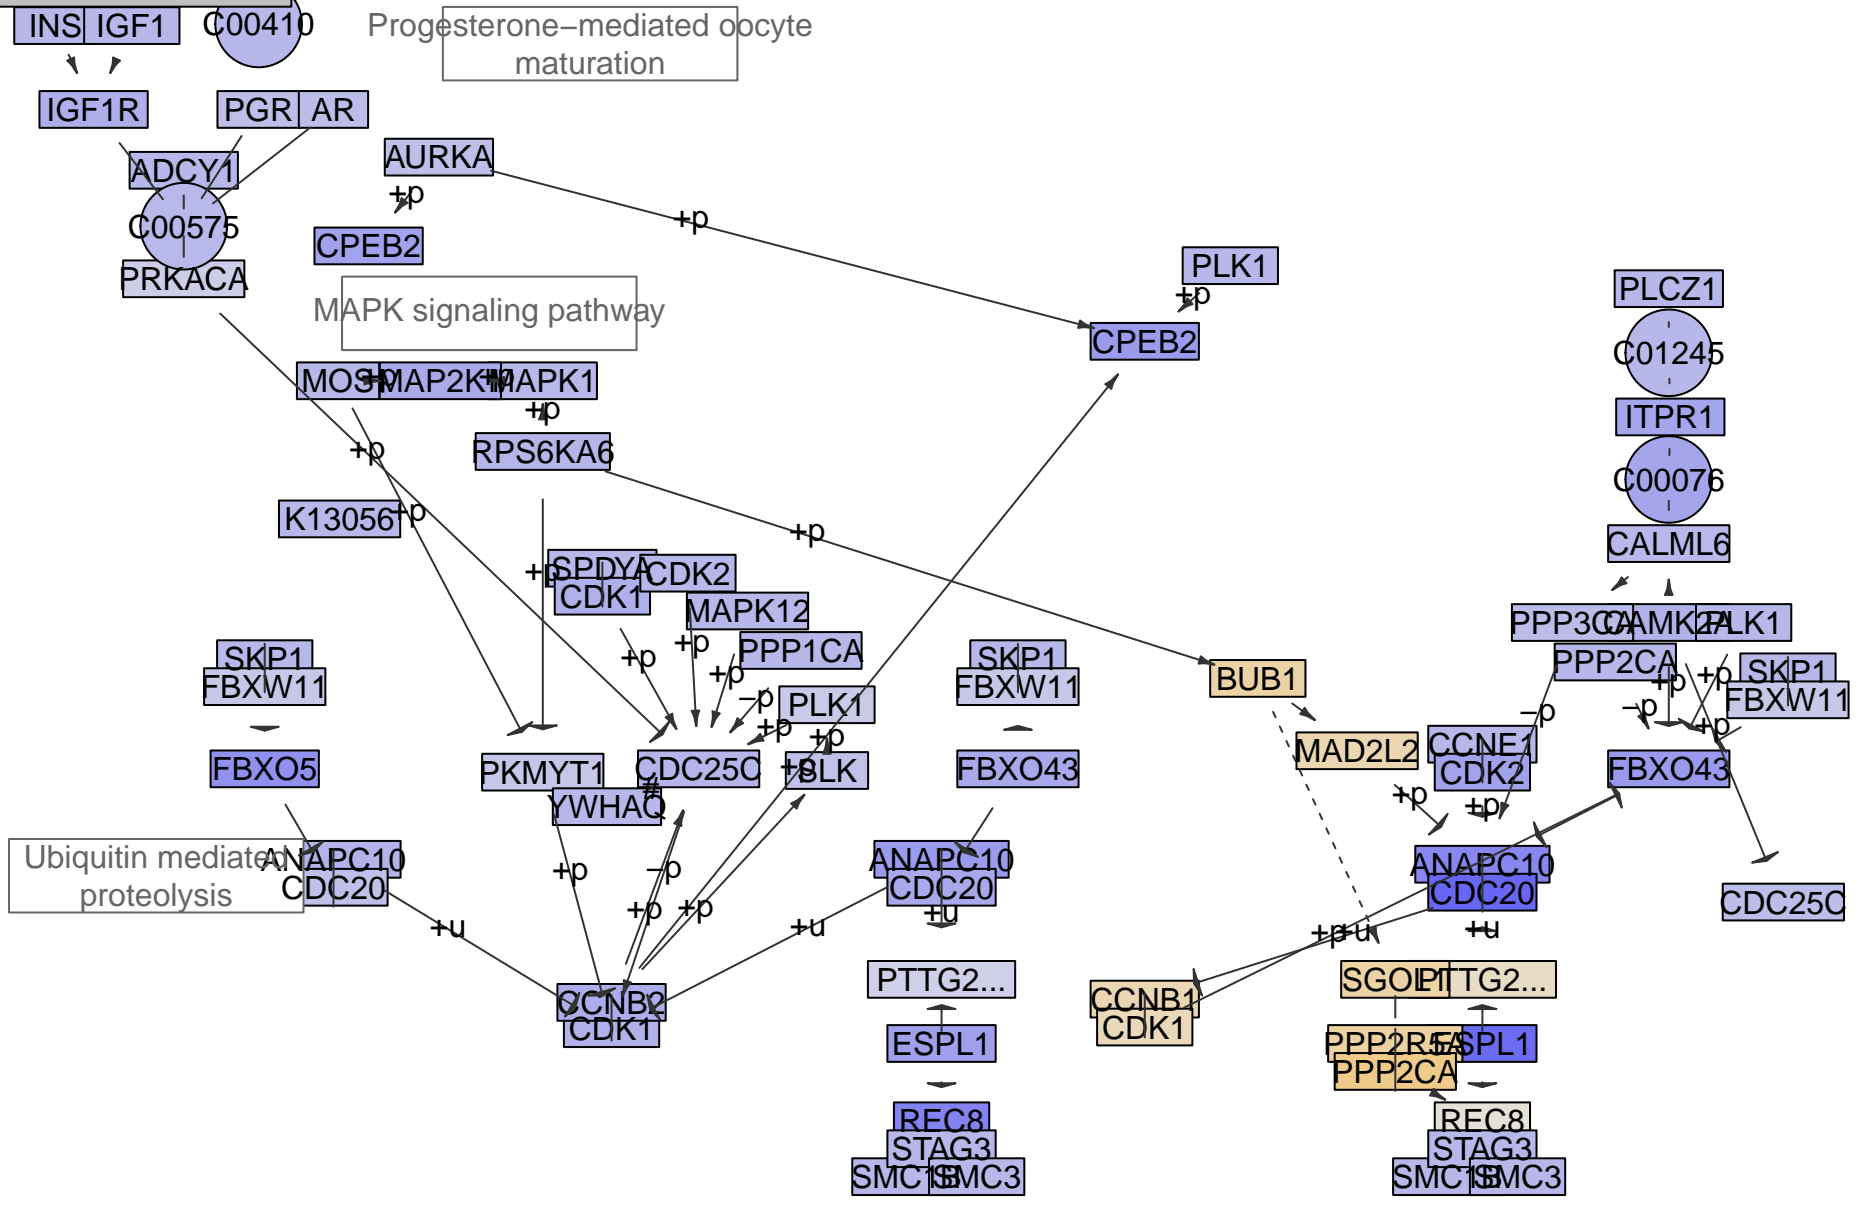 INS IGF1 C00410 Progesterone−mediated oocyte
maturation
IGF1R PGR AR
ADCY1 AURKA
+p
C00575 CPEB2 +p
PRKACA PLK1
+p
PLCZ1
MAPK signaling pathway
CPEB2 C01245
MOS +p MAP2K1 +p MAPK1
+p
ITPR1
+p RPS6KA6
C00076
K13056 +p +p
CALML6
+p SPDYA CDK2
CDK1
MAPK12
PPP3CA CAMK2A PLK1
SKP1 +p +p PPP1CA SKP1 PPP2CA SKP1
FBXW11 +p FBXW11 BUB1 +p +p FBXW11
−p PLK1 −p −p
+p +p +p
FBXO5 PKMYT1 CDC25C +p SLK FBXO43 MAD2L2 CCNE1 FBXO43
CDK2
# YWHAQ +p +p
Ubiquitin mediated
proteolysis
ANAPC10 +p −p ANAPC10 ANAPC10
CDC20 CDC20 CDC20 CDC25C
+u +p +p +u +u +p +u +u
PTTG2... SGOL1 PTTG2...
CCNB2 CCNB1
CDK1 CDK1
ESPL1 PPP2R5A ESPL1
PPP2CA
REC8 REC8
STAG3 STAG3
SMC1B SMC3 SMC1B SMC3